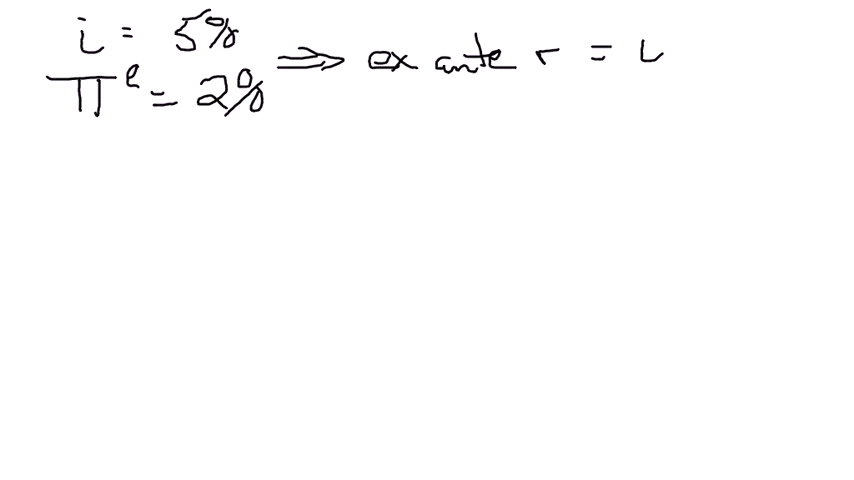 i = 5% ⟹ ex ante r = i
π^e = 2%